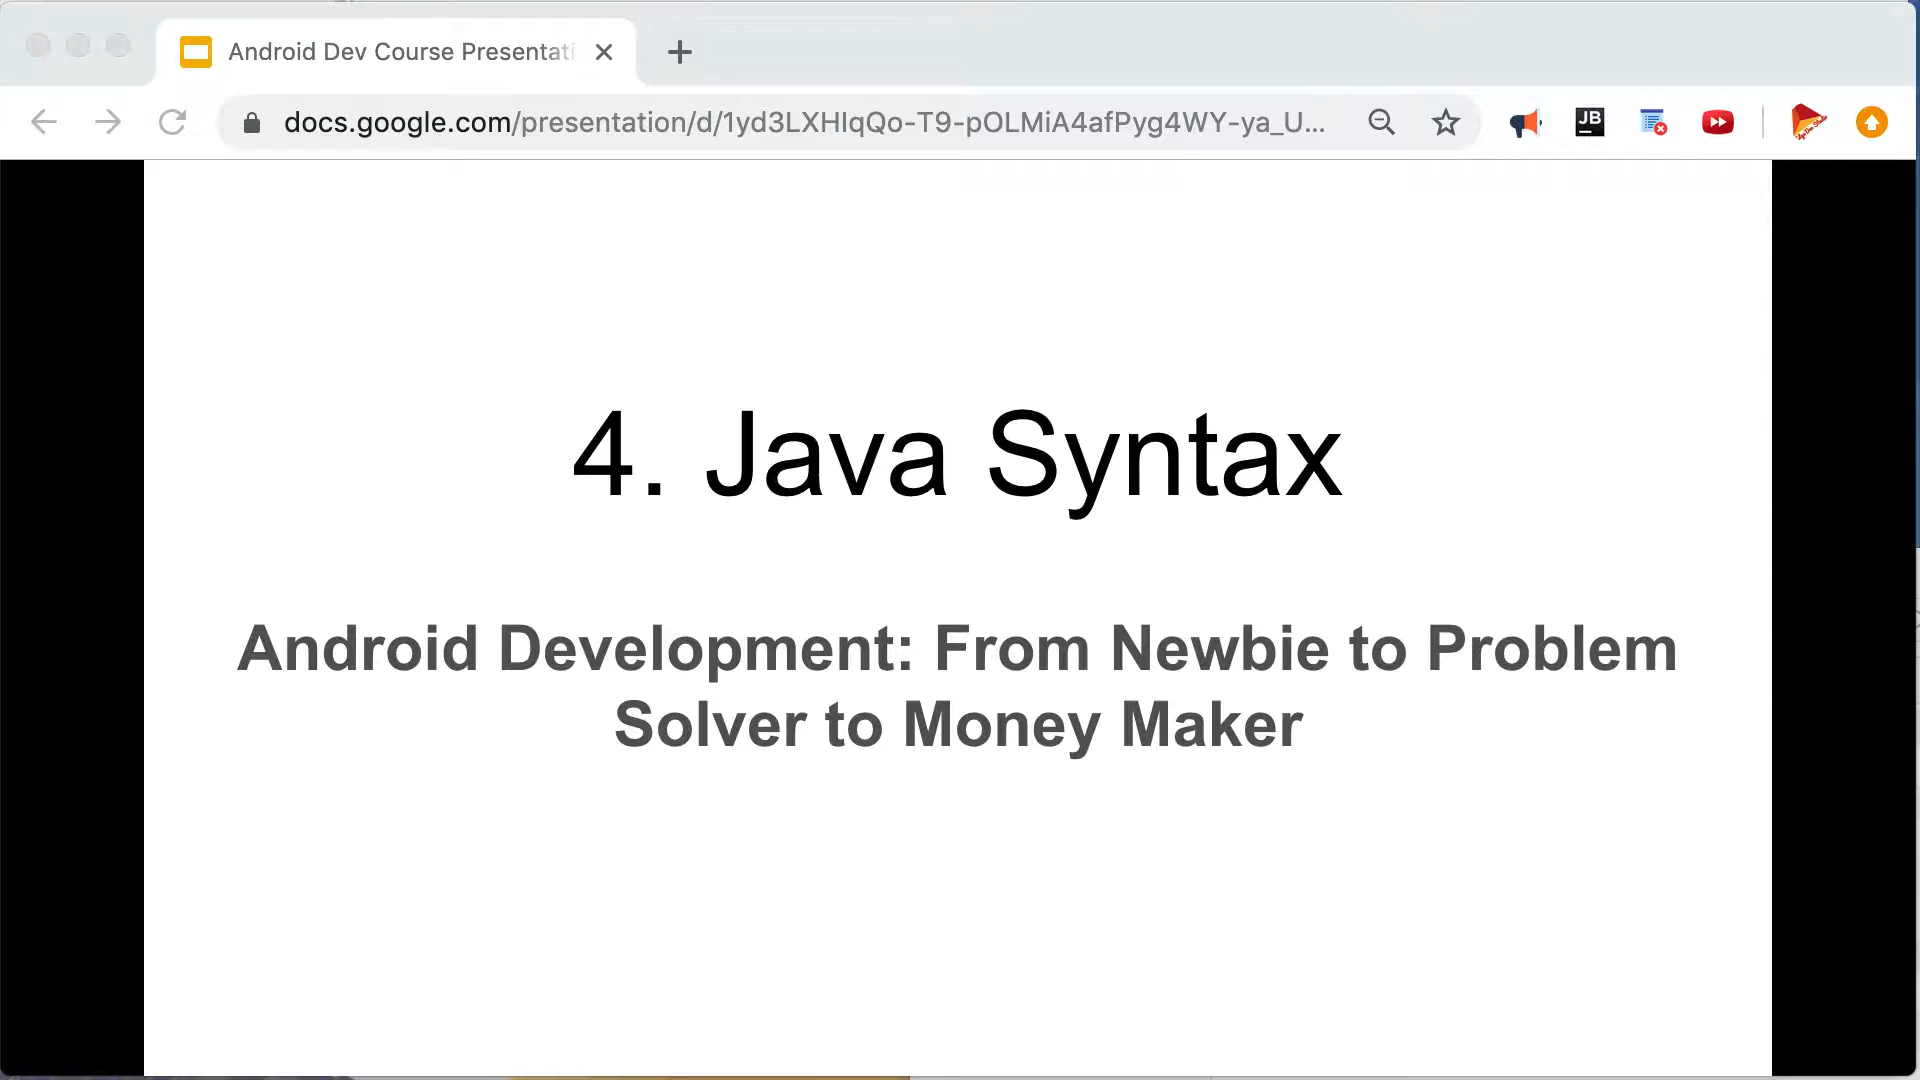 Android Dev Course Presentati
docs.google.com/presentation/d/1yd3LXHIqQo-T9-pOLMiA4afPyg4WY-ya_U...
JB
4. Java Syntax
Android Development: From Newbie to Problem
Solver to Money Maker